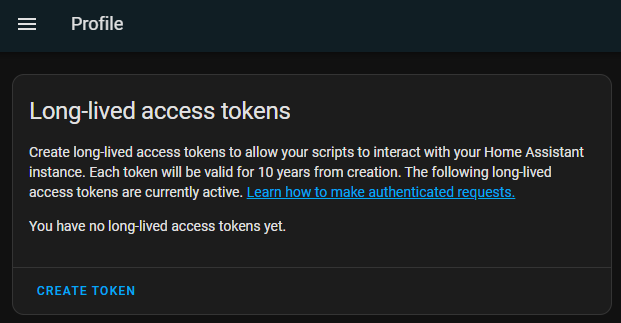 Profile
Long-lived access tokens
Create long-lived access tokens to allow your scripts to interact with your Home Assistant
instance. Each token will be valid for 10 years from creation. The following long-lived
access tokens are currently active. Learn how to make authenticated requests.
You have no long-lived access tokens yet.
CREATE TOKEN